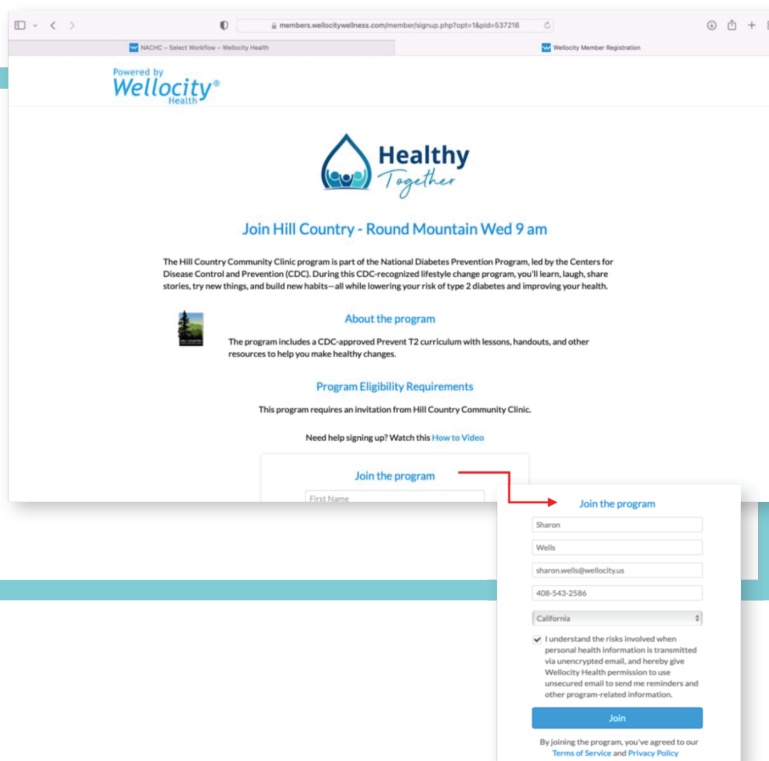 members.wellocitywellness.com/member/signup.php?opt=1&pid=537216
NACHC – Select Workflow – Wellocity Health
Wellocity Member Registration
Powered by
Wellocity®
Health
Healthy
Together
Join Hill Country - Round Mountain Wed 9 am
The Hill Country Community Clinic program is part of the National Diabetes Prevention Program, led by the Centers for
Disease Control and Prevention (CDC). During this CDC-recognized lifestyle change program, you'll learn, laugh, share
stories, try new things, and build new habits—all while lowering your risk of type 2 diabetes and improving your health.
About the program
The program includes a CDC-approved Prevent T2 curriculum with lessons, handouts, and other
resources to help you make healthy changes.
Program Eligibility Requirements
This program requires an invitation from Hill Country Community Clinic.
Need help signing up? Watch this How to Video
Join the program
First Name
Join the program
Sharon
Wells
sharon.wells@wellocity.us
408-543-2586
California
I understand the risks involved when
personal health information is transmitted
via unencrypted email, and hereby give
Wellocity Health permission to use
unsecured email to send me reminders and
other program-related information.
Join
By joining the program, you've agreed to our
Terms of Service and Privacy Policy